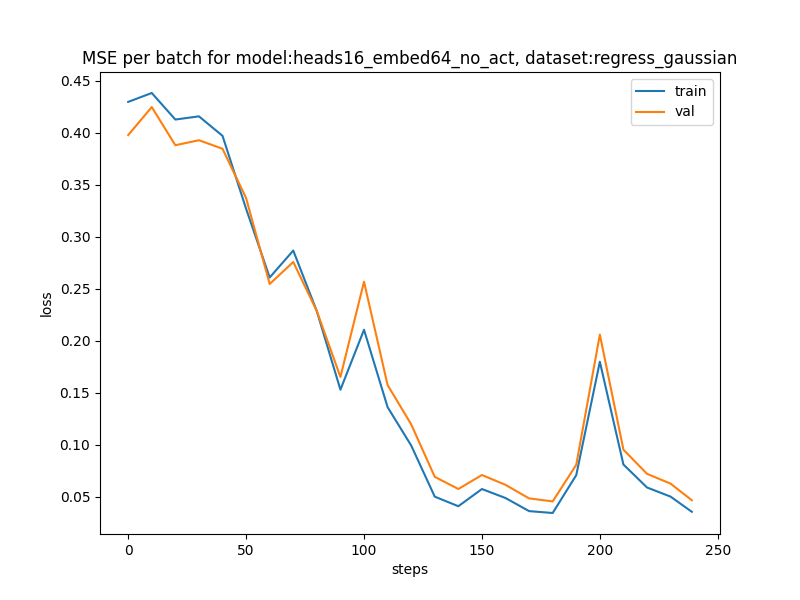 MSE per batch for model:heads16_embed64_no_act, dataset:regress_gaussian
train
val
loss
0.45
0.40
0.35
0.30
0.25
0.20
0.15
0.10
0.05
0 50 100 150 200 250
steps